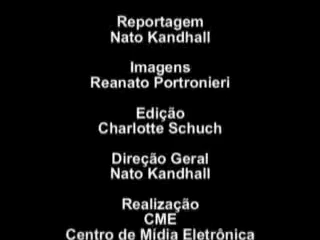 Reportagem
Nato Kandhall
Imagens
Reanato Portronieri
Edição
Charlotte Schuch
Direção Geral
Nato Kandhall
Realização
CME
Centro de Mídia Eletrônica